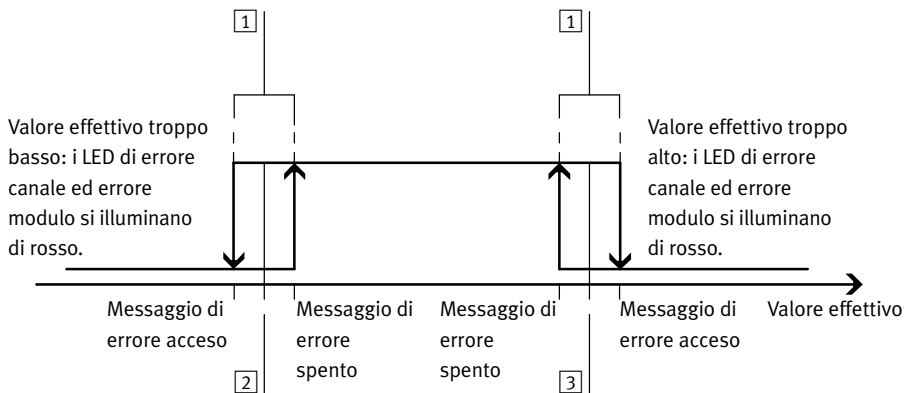 1
1
Valore effettivo troppo
basso: i LED di errore
canale ed errore
modulo si illuminano
di rosso.
Valore effettivo troppo
alto: i LED di errore
canale ed errore
modulo si illuminano
di rosso.
Messaggio di
errore acceso
Messaggio di
errore
spento
Messaggio di
errore
spento
Messaggio di
errore acceso
Valore effettivo
2
3